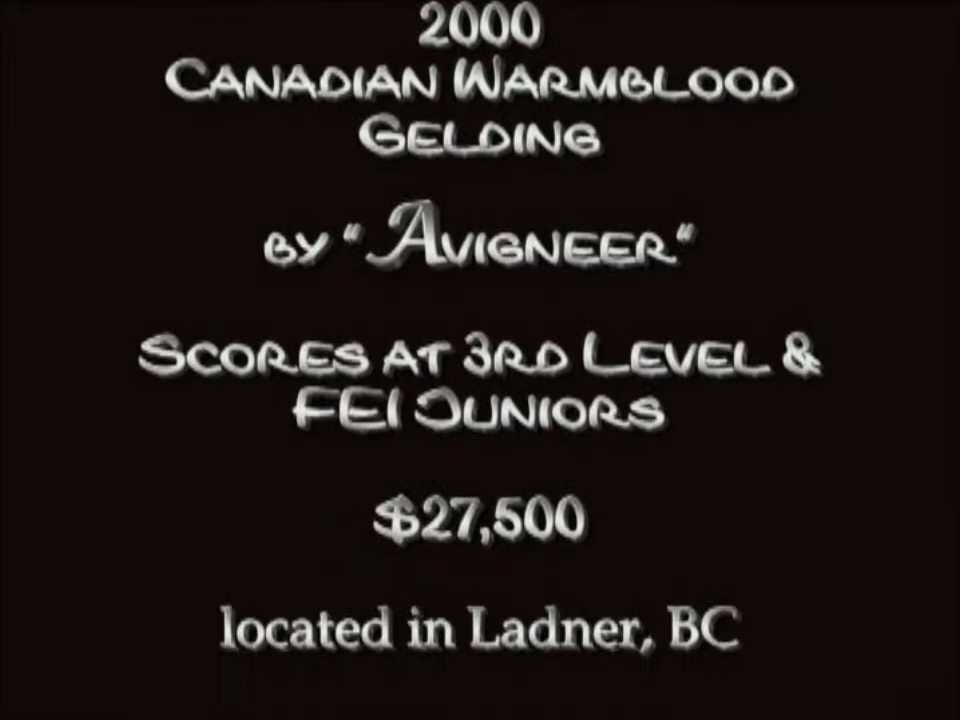 2000
CANADIAN WARMBLOOD
GELDING
BY "AVIGNEER"
SCORES AT 3RD LEVEL &
FEI JUNIORS
$27,500
located in Ladner, BC